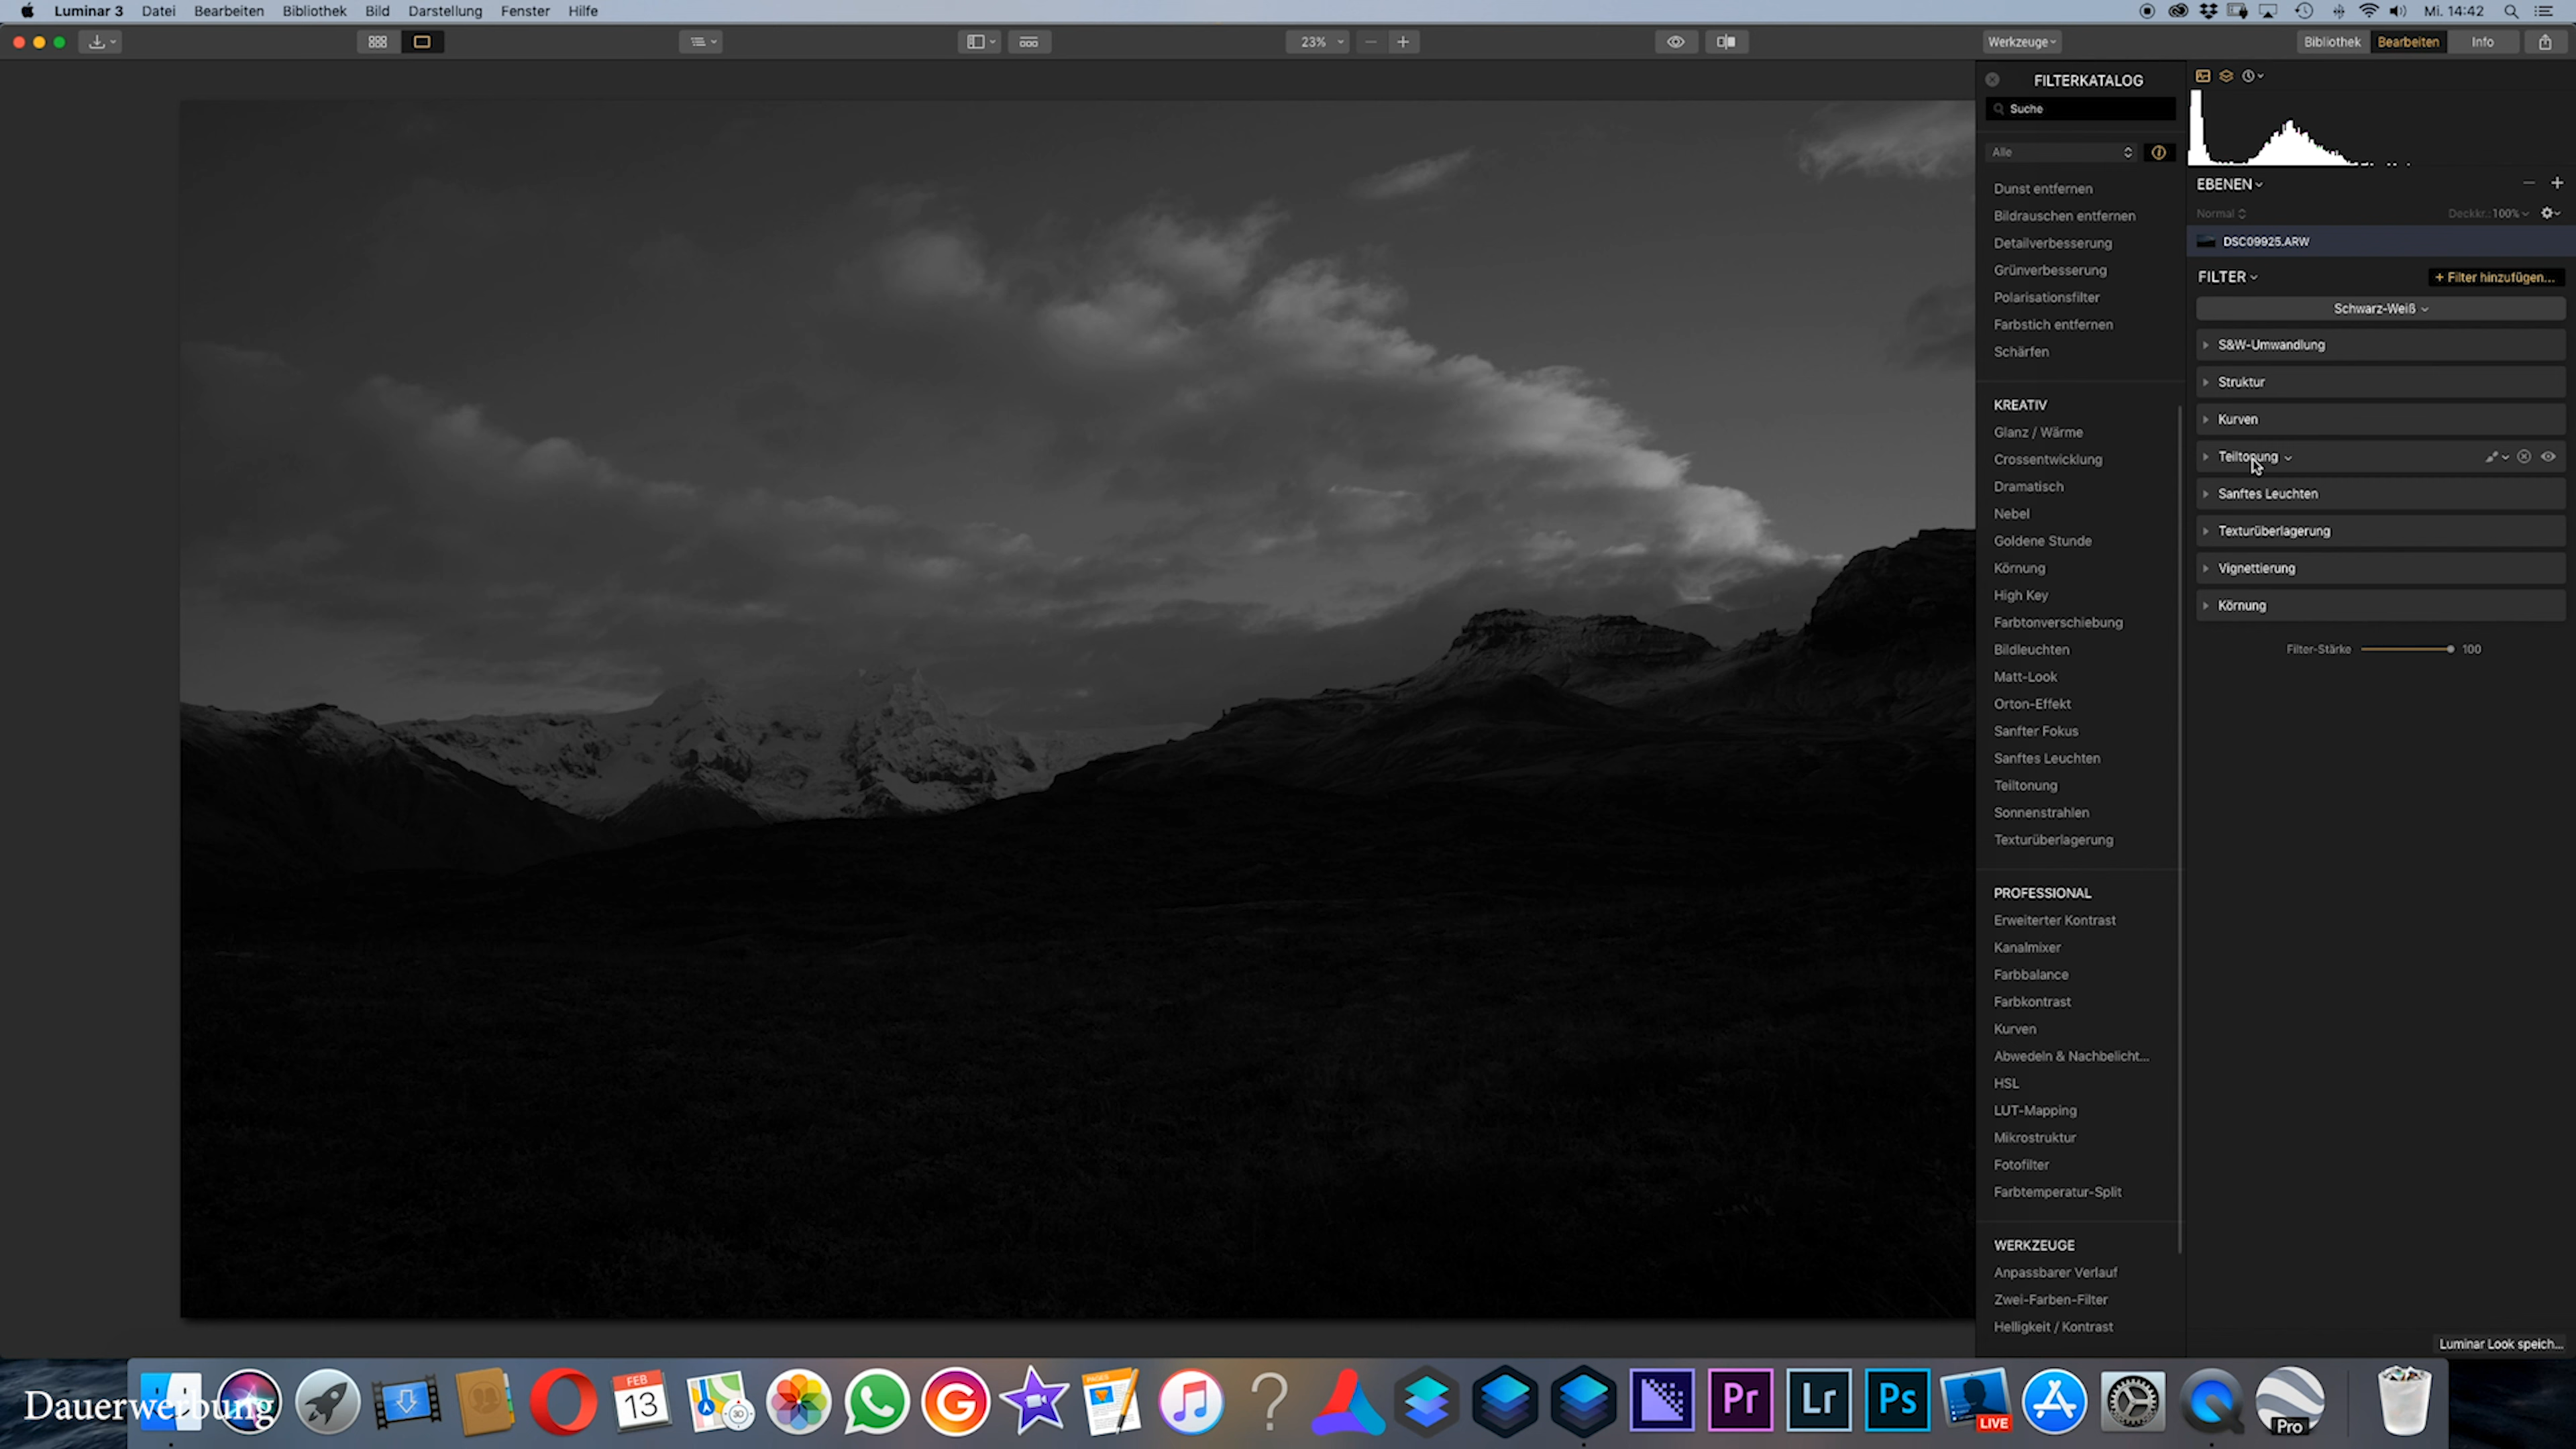 Luminar 3 Datei Bearbeiten Bibliothek Bild Darstellung Fenster Hilfe Mi. 14:42
23% Werkzeuge Bibliothek Bearbeiten Info
FILTERKATALOG
Suche
Alle
Dunst entfernen
Bildrauschen entfernen
Detailverbesserung
Grünverbesserung
Polarisationsfilter
Farbstich entfernen
Schärfen
KREATIV
Glanz / Wärme
Crossentwicklung
Dramatisch
Nebel
Goldene Stunde
Körnung
High Key
Farbtonverschiebung
Bildleuchten
Matt-Look
Orton-Effekt
Sanfter Fokus
Sanftes Leuchten
Teiltonung
Sonnenstrahlen
Texturüberlagerung
PROFESSIONAL
Erweiterter Kontrast
Kanalmixer
Farbbalance
Farbkontrast
Kurven
Abwedeln & Nachbelicht...
HSL
LUT-Mapping
Mikrostruktur
Fotofilter
Farbtemperatur-Split
WERKZEUGE
Anpassbarer Verlauf
Zwei-Farben-Filter
Helligkeit / Kontrast
EBENEN
Normal Deckkr.: 100%
DSC09925.ARW
FILTER + Filter hinzufügen...
Schwarz-Weiß
S&W-Umwandlung
Struktur
Kurven
Teiltonung
Sanftes Leuchten
Texturüberlagerung
Vignettierung
Körnung
Filter-Stärke 100
Luminar Look speich...
Dauerwerbung
FEB
13
30
PAGES
Pr
Lr
Ps
LIVE
Pro